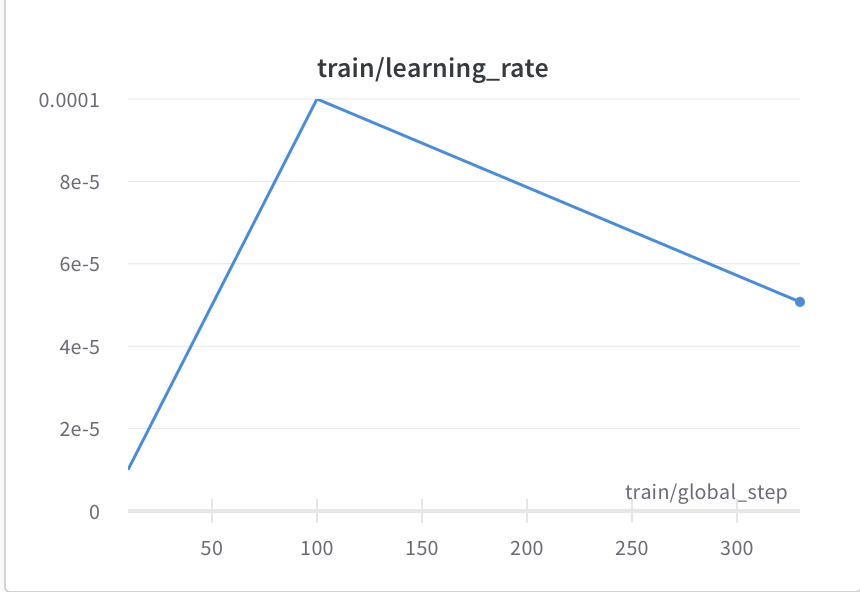 train/learning_rate
0.0001
8e-5
6e-5
4e-5
2e-5
0
train/global_step
50 100 150 200 250 300